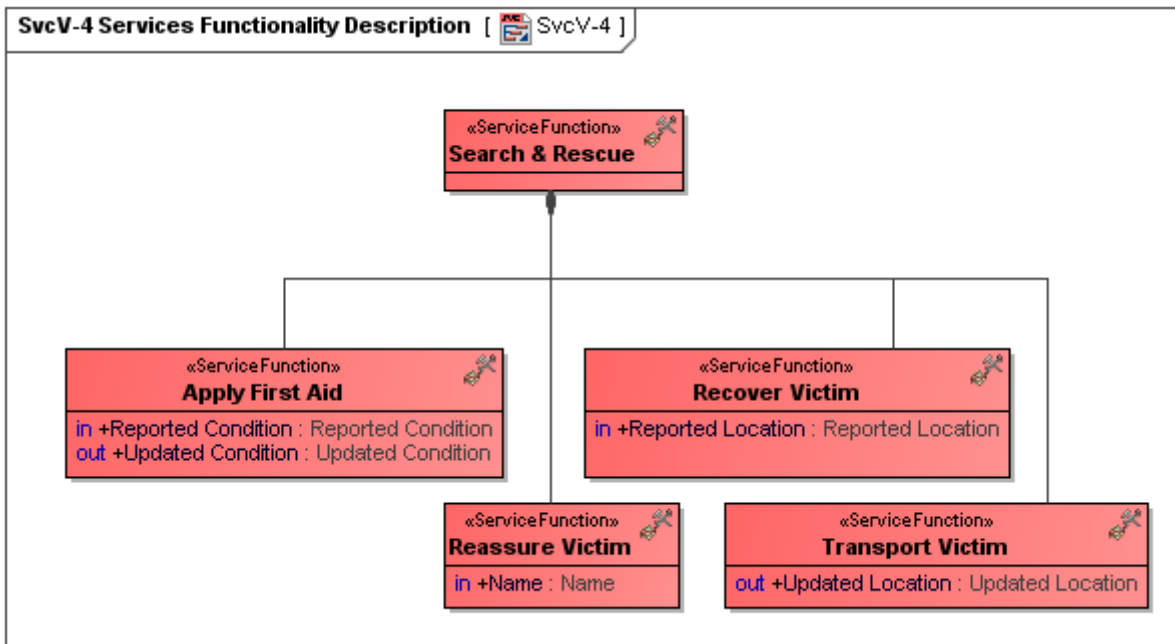 SvcV-4 Services Functionality Description [ SvcV-4 ]
«ServiceFunction»
Search & Rescue
«ServiceFunction»
Apply First Aid
in +Reported Condition : Reported Condition
out +Updated Condition : Updated Condition
«ServiceFunction»
Recover Victim
in +Reported Location : Reported Location
«ServiceFunction»
Reassure Victim
in +Name : Name
«ServiceFunction»
Transport Victim
out +Updated Location : Updated Location